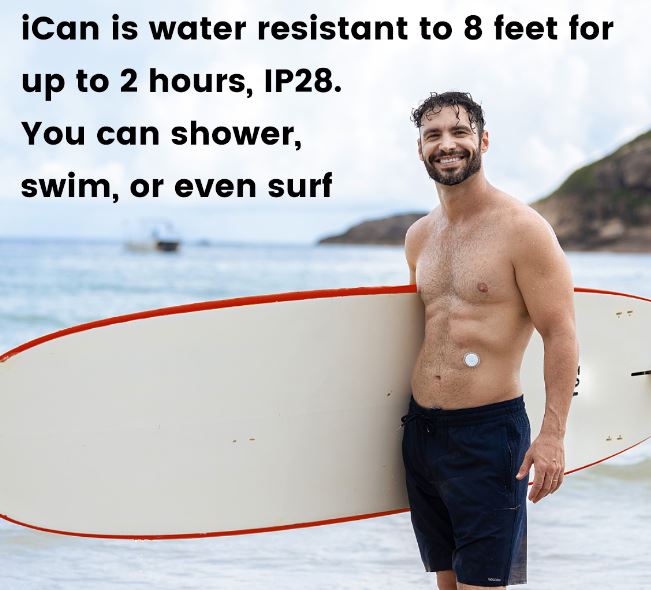 iCan is water resistant to 8 feet for
up to 2 hours, IP28.
You can shower,
swim, or even surf